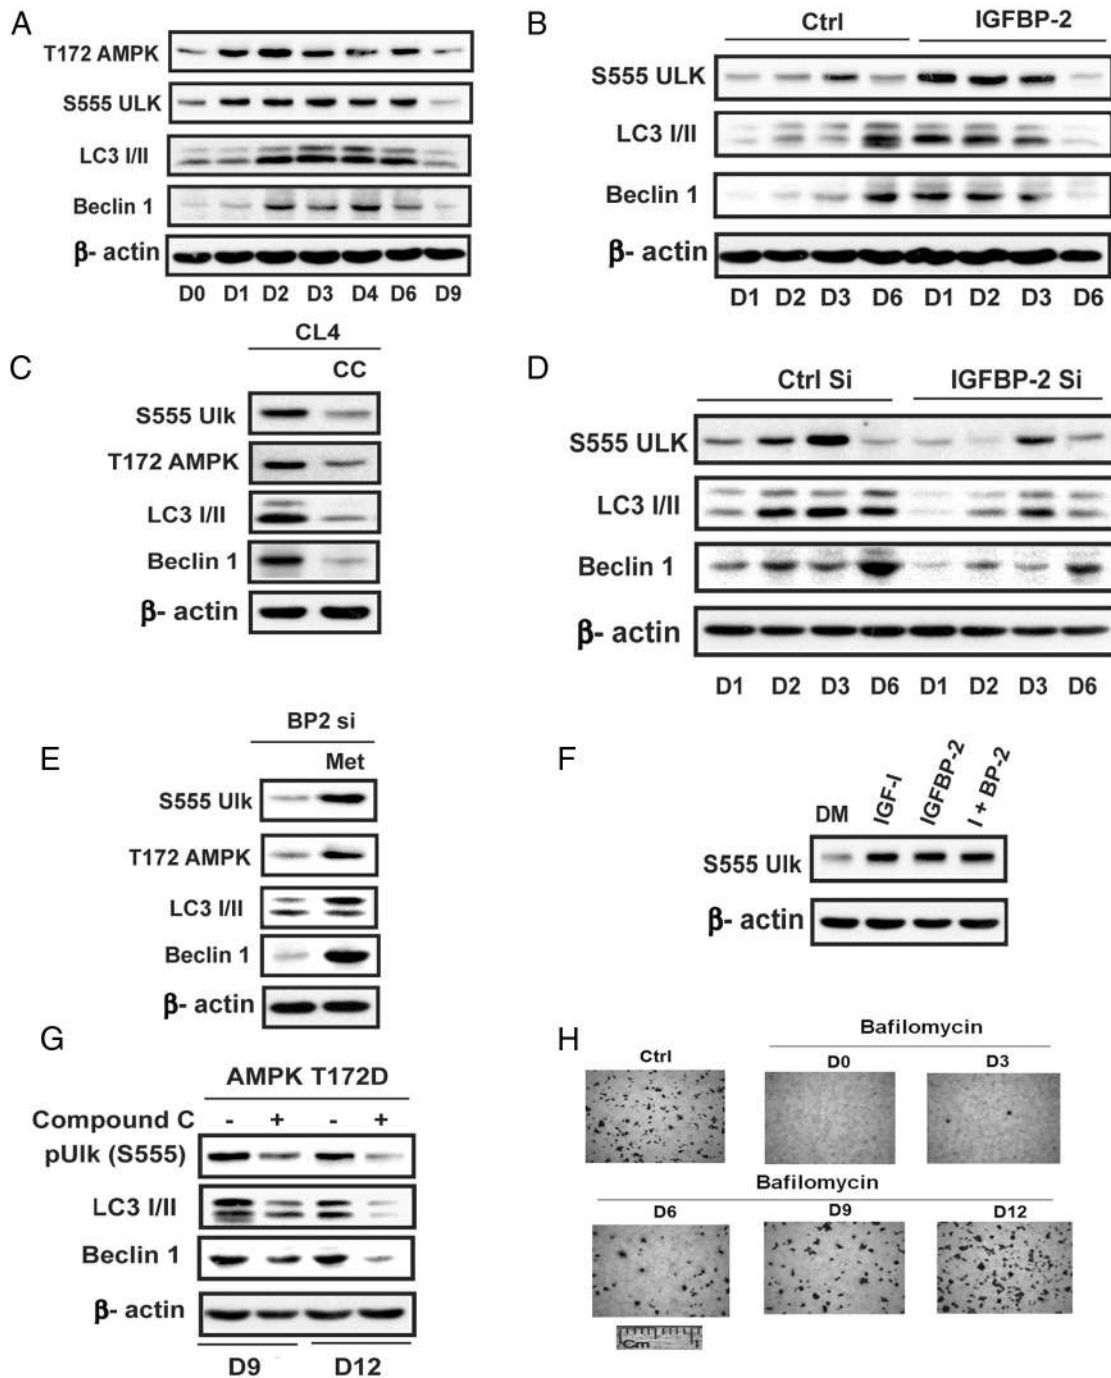 A
T172 AMPK
S555 ULK
LC3 I/II
Beclin 1
β- actin
D0 D1 D2 D3 D4 D6 D9
B
Ctrl IGFBP-2
S555 ULK
LC3 I/II
Beclin 1
β- actin
D1 D2 D3 D6 D1 D2 D3 D6
C
CL4
CC
S555 Ulk
T172 AMPK
LC3 I/II
Beclin 1
β- actin
D
Ctrl Si IGFBP-2 Si
S555 ULK
LC3 I/II
Beclin 1
β- actin
D1 D2 D3 D6 D1 D2 D3 D6
E
BP2 si
Met
S555 Ulk
T172 AMPK
LC3 I/II
Beclin 1
β- actin
F
DM IGF-I IGFBP-2 I + BP-2
S555 Ulk
β- actin
G
AMPK T172D
Compound C - + - +
pUlk (S555)
LC3 I/II
Beclin 1
β- actin
D9 D12
H
Bafilomycin
Ctrl D0 D3
Bafilomycin
D6 D9 D12
Cm 1